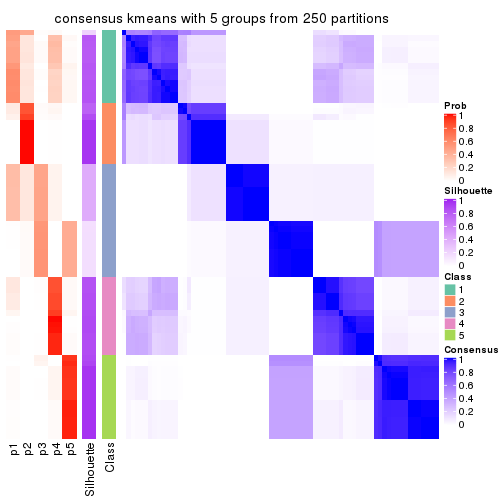 consensus kmeans with 5 groups from 250 partitions
Prob
1
0.8
0.6
0.4
0.2
0
Silhouette
1
0.8
0.6
0.4
0.2
0
Class
1
2
3
4
5
Consensus
1
0.8
0.6
0.4
0.2
0
p1
p2
p3
p4
p5
Silhouette
Class